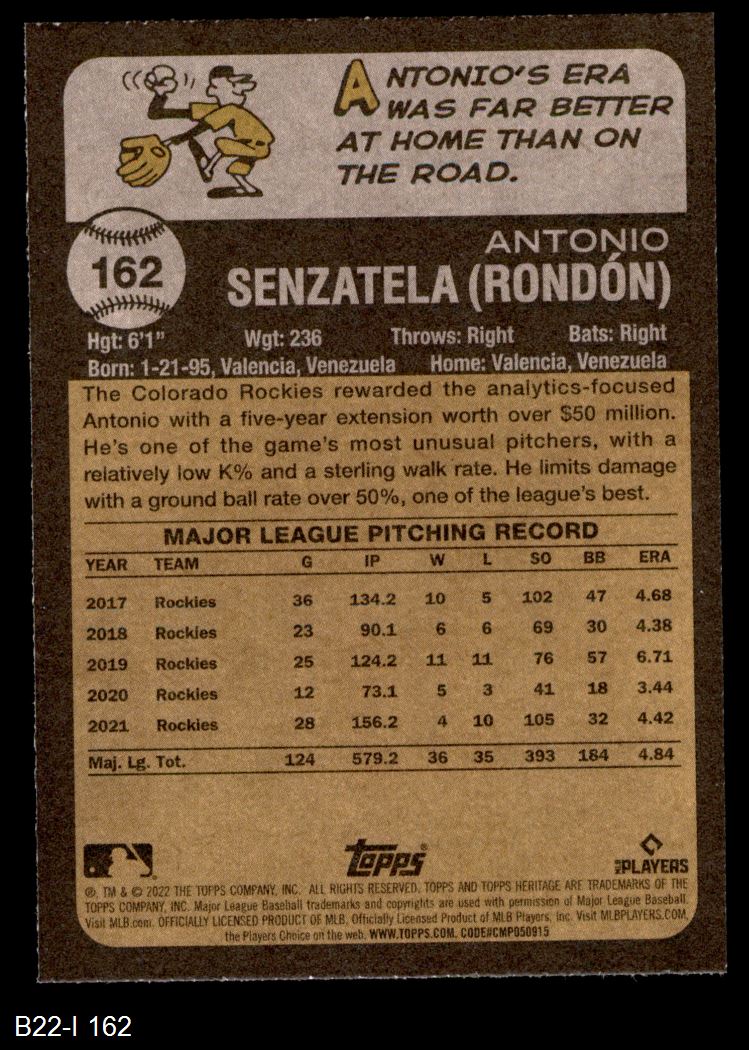 ANTONIO'S ERA
WAS FAR BETTER
AT HOME THAN ON
THE ROAD.
162
ANTONIO
SENZATELA (RONDÓN)
Hgt: 6'1" Wgt: 236 Throws: Right Bats: Right
Born: 1-21-95, Valencia, Venezuela Home: Valencia, Venezuela
The Colorado Rockies rewarded the analytics-focused
Antonio with a five-year extension worth over $50 million.
He's one of the game's most unusual pitchers, with a
relatively low K% and a sterling walk rate. He limits damage
with a ground ball rate over 50%, one of the league's best.
MAJOR LEAGUE PITCHING RECORD
YEAR TEAM G IP W L SO BB ERA
2017 Rockies 36 134.2 10 5 102 47 4.68
2018 Rockies 23 90.1 6 6 69 30 4.38
2019 Rockies 25 124.2 11 11 76 57 6.71
2020 Rockies 12 73.1 5 3 41 18 3.44
2021 Rockies 28 156.2 4 10 105 32 4.42
Maj. Lg. Tot. 124 579.2 36 35 393 184 4.84
Topps®
MLB PLAYERS
®, TM & © 2022 THE TOPPS COMPANY, INC. ALL RIGHTS RESERVED. TOPPS AND TOPPS HERITAGE ARE TRADEMARKS OF THE
TOPPS COMPANY, INC. Major League Baseball trademarks and copyrights are used with permission of Major League Baseball.
Visit MLB.com. OFFICIALLY LICENSED PRODUCT OF MLB. Officially Licensed Product of MLB Players, Inc. Visit MLBPLAYERS.COM,
the Players Choice on the web. WWW.TOPPS.COM. CODE#CMP050915
B22-I 162